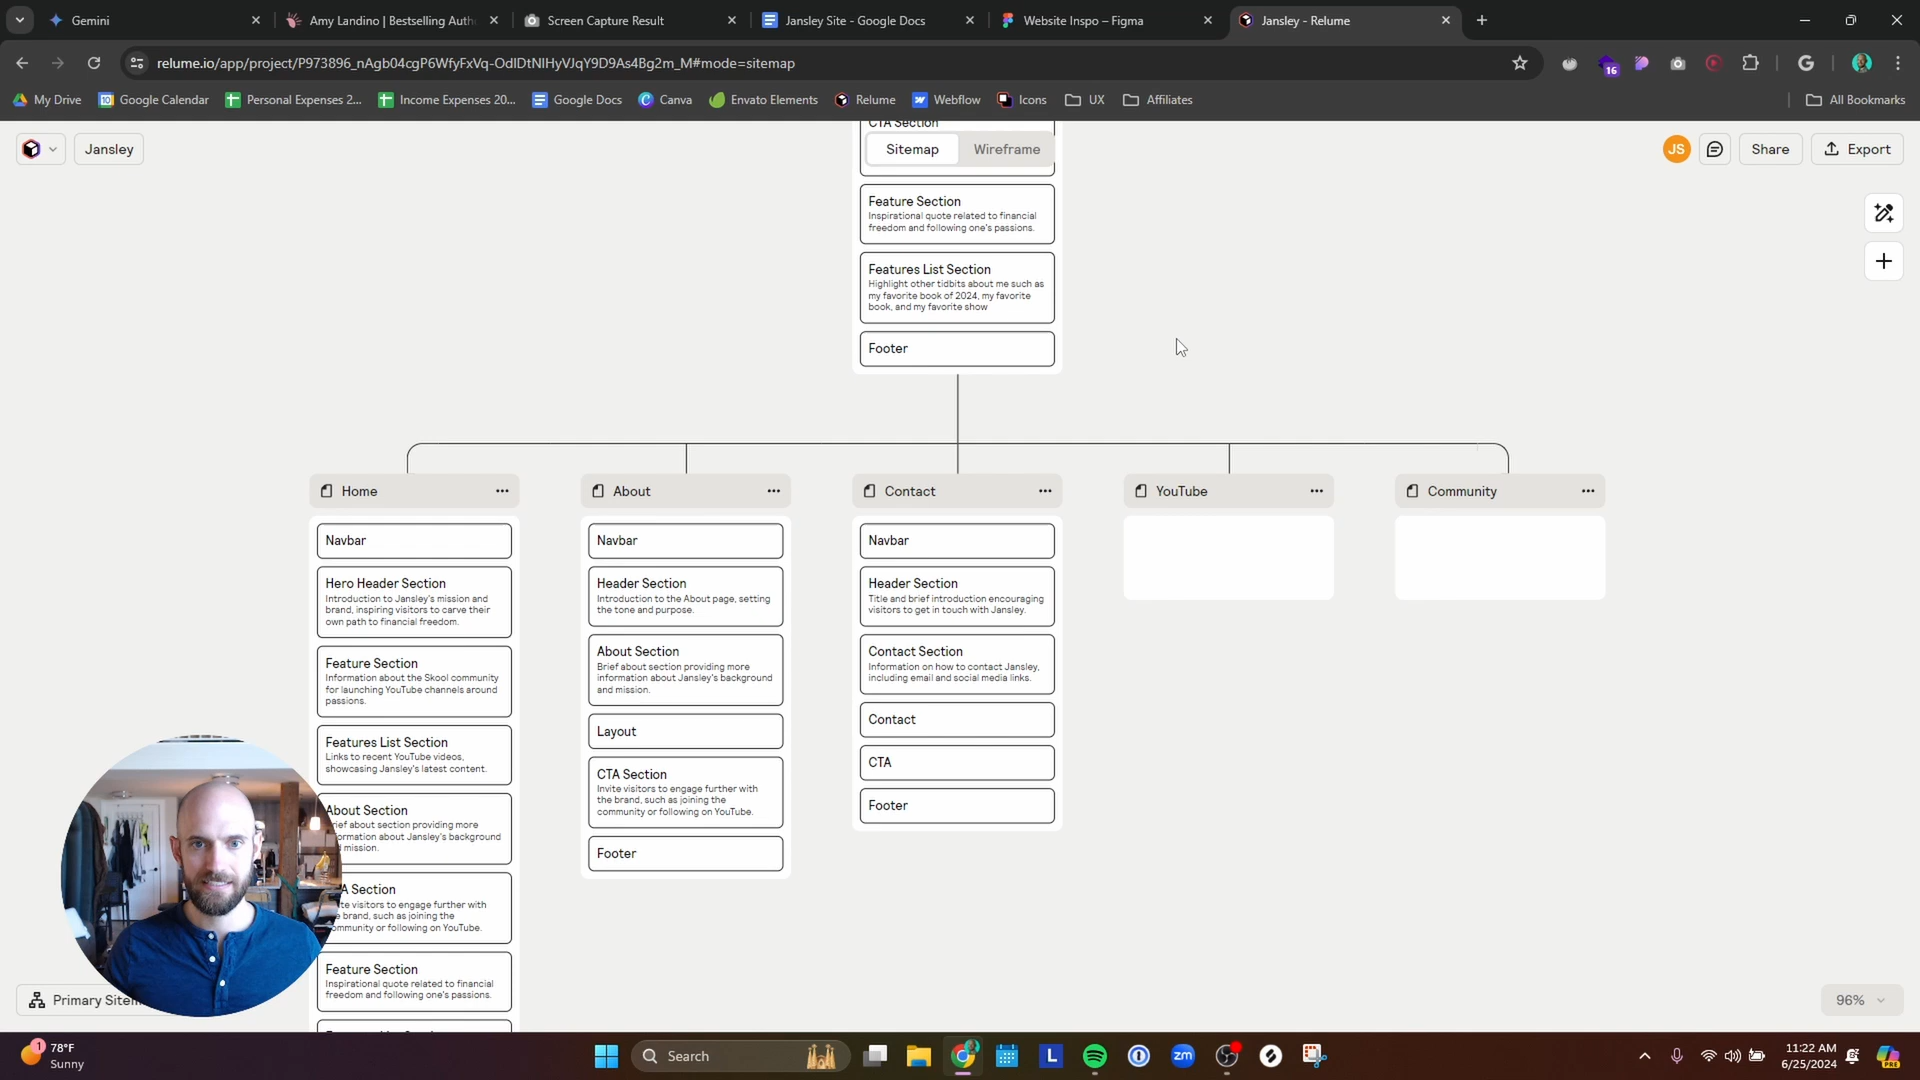 Gemini
Amy Landino | Bestselling Auth
Screen Capture Result
Jansley Site - Google Docs
Website Inspo – Figma
Jansley - Relume
relume.io/app/project/P973896_nAgb04cgP6WfyFxVq-OdIDtNlHyVJqY9D9As4Bg2m_M#mode=sitemap
16
My Drive
Google Calendar
Personal Expenses 2...
Income Expenses 20...
Google Docs
Canva
Envato Elements
Relume
Webflow
Icons
UX
Affiliates
All Bookmarks
Jansley
CTA Section
Sitemap
Wireframe
JS
Share
Export
Feature Section
Inspirational quote related to financial
freedom and following one's passions.
Features List Section
Highlight other tidbits about me such as
my favorite book of 2024, my favorite
book, and my favorite show
Footer
Home
Navbar
Hero Header Section
Introduction to Jansley's mission and
brand, inspiring visitors to carve their
own path to financial freedom.
Feature Section
Information about the Skool community
for launching YouTube channels around
passions.
Features List Section
Links to recent YouTube videos,
showcasing Jansley's latest content.
About Section
rief about section providing more
ormation about Jansley's background
d mission.
A Section
te visitors to engage further with
e brand, such as joining the
ommunity or following on YouTube.
Feature Section
Inspirational quote related to financial
freedom and following one's passions.
About
Navbar
Header Section
Introduction to the About page, setting
the tone and purpose.
About Section
Brief about section providing more
information about Jansley's background
and mission.
Layout
CTA Section
Invite visitors to engage further with
the brand, such as joining the
community or following on YouTube.
Footer
Contact
Navbar
Header Section
Title and brief introduction encouraging
visitors to get in touch with Jansley.
Contact Section
Information on how to contact Jansley,
including email and social media links.
Contact
CTA
Footer
YouTube
Community
Primary Sitem
96%
1
78°F
Sunny
Search
L
zm
11:22 AM
6/25/2024
PRE